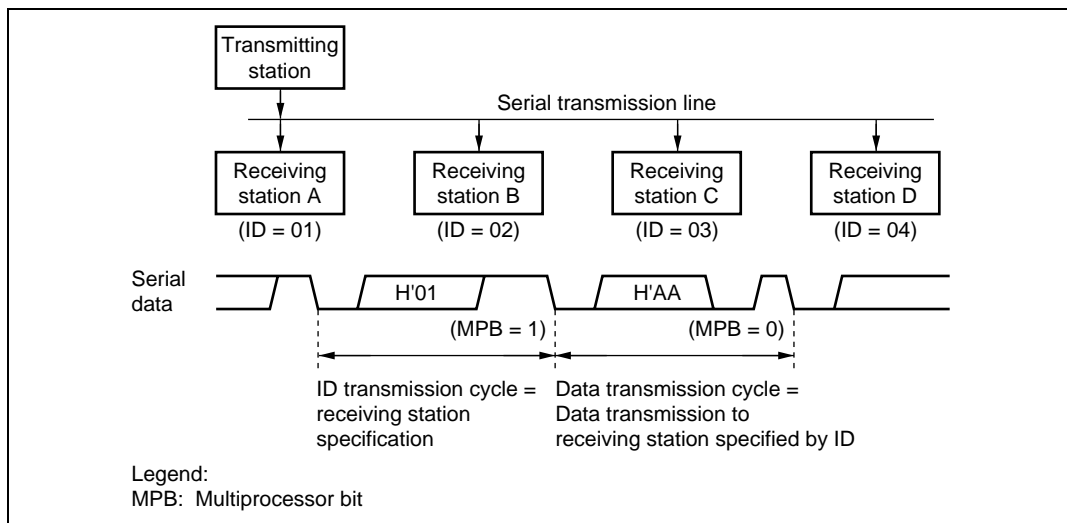 Transmitting
station
Serial transmission line
Receiving
station A
Receiving
station B
Receiving
station C
Receiving
station D
(ID = 01)
(ID = 02)
(ID = 03)
(ID = 04)
Serial
data
H'01
H'AA
(MPB = 1)
(MPB = 0)
ID transmission cycle =
receiving station
specification
Data transmission cycle =
Data transmission to
receiving station specified by ID
Legend:
MPB: Multiprocessor bit